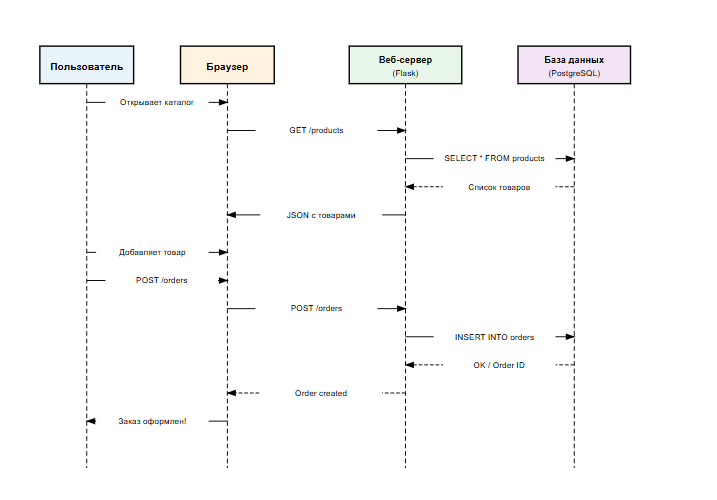 Пользователь
Браузер
Веб-сервер
(Flask)
База данных
(PostgreSQL)
Открывает каталог
GET /products
SELECT * FROM products
Список товаров
JSON с товарами
Добавляет товар
POST /orders
POST /orders
INSERT INTO orders
OK / Order ID
Order created
Заказ оформлен!